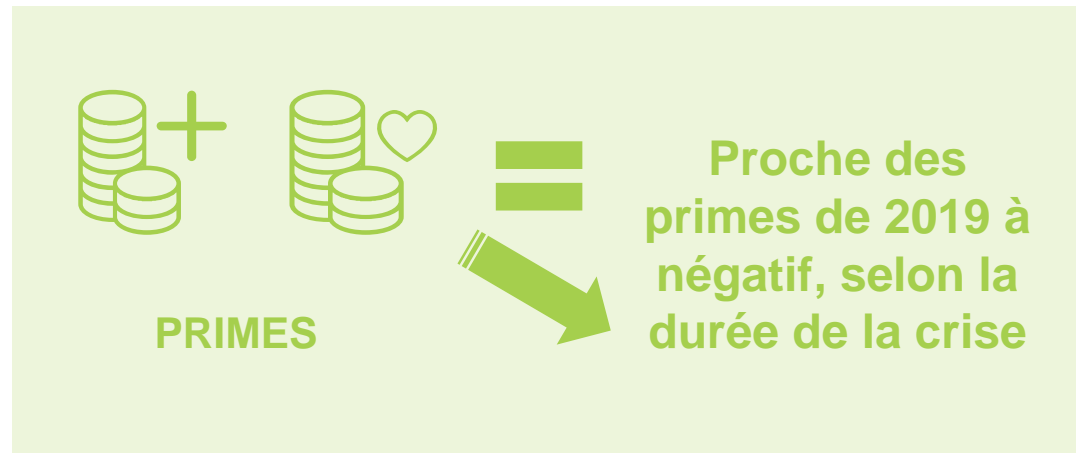 PRIMES
Proche des
primes de 2019 à
négatif, selon la
durée de la crise